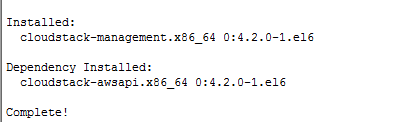 Installed:
  cloudstack-management.x86_64 0:4.2.0-1.el6

Dependency Installed:
  cloudstack-awsapi.x86_64 0:4.2.0-1.el6

Complete!